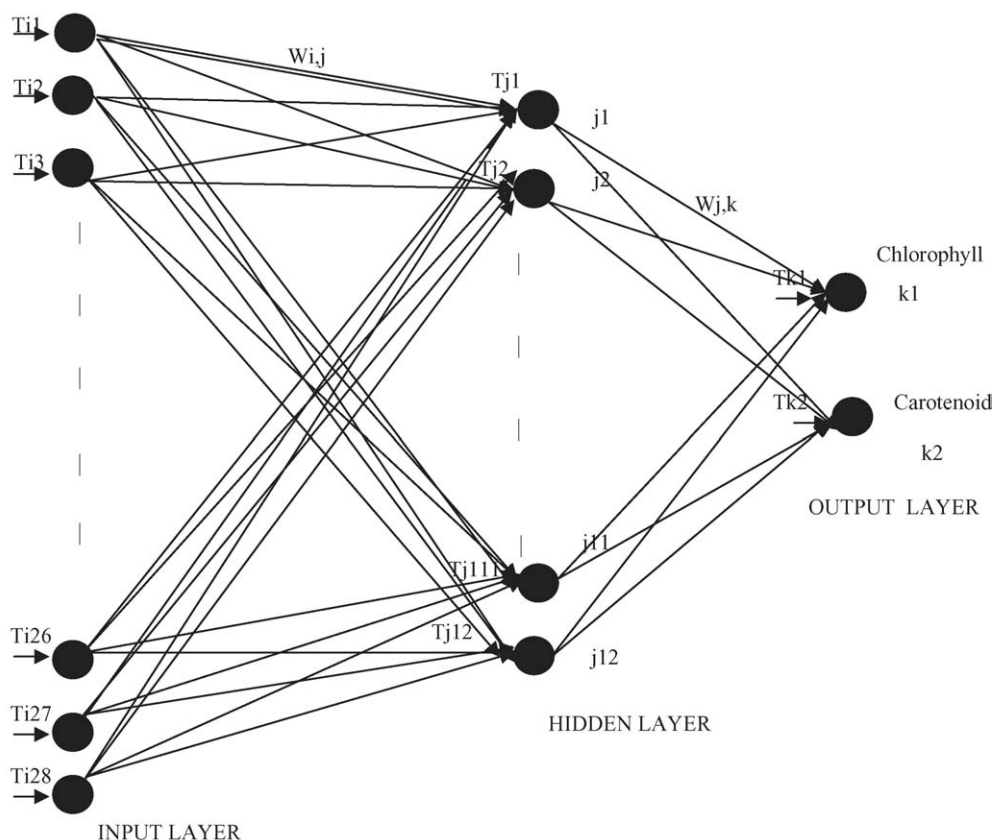 Ti1
Wi,j
Ti2
Tj1
j1
Ti3
Tj2
j2
Wj,k
Chlorophyll
Tk1
k1
Tk2
Carotenoid
k2
OUTPUT LAYER
j11
Tj111
Ti26
Tj12
j12
Ti27
HIDDEN LAYER
Ti28
INPUT LAYER